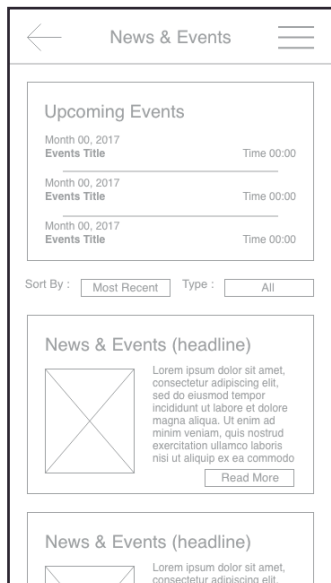 News & Events
Upcoming Events
Month 00, 2017
Events Title Time 00:00
Month 00, 2017
Events Title Time 00:00
Month 00, 2017
Events Title Time 00:00
Sort By : Most Recent Type : All
News & Events (headline)
Lorem ipsum dolor sit amet,
consectetur adipiscing elit,
sed do eiusmod tempor
incididunt ut labore et dolore
magna aliqua. Ut enim ad
minim veniam, quis nostrud
exercitation ullamco laboris
nisi ut aliquip ex ea commodo
Read More
News & Events (headline)
Lorem ipsum dolor sit amet,
consectetur adipiscing elit,